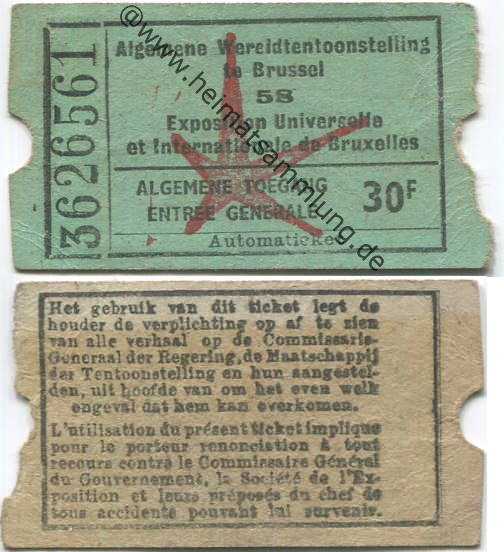 3626561
Algemene Wereldtentoonstelling
te Brussel
58
Exposition Universelle
et Internationale de Bruxelles
ALGEMENE TOEGANG
ENTREE GENERALE
30F
Automaticket
@www.heimatsammlung.de
Het gebruik van dit ticket legt de
houder de verplichting op af te zien
van alle verhaal op de Commissaris-
Generaal der Regering, de Maatschappij
der Tentoonstelling en hun aangestel-
den, uit hoofde van om het even welk
ongeval dat hem kan overkomen.
L'utilisation du présent ticket implique
pour le porteur renonciation à tout
recours contre le Commissaire Général
du Gouvernement, la Société de l'Ex-
position et leurs préposés du chef de
tous accidents pouvant lui survenir.